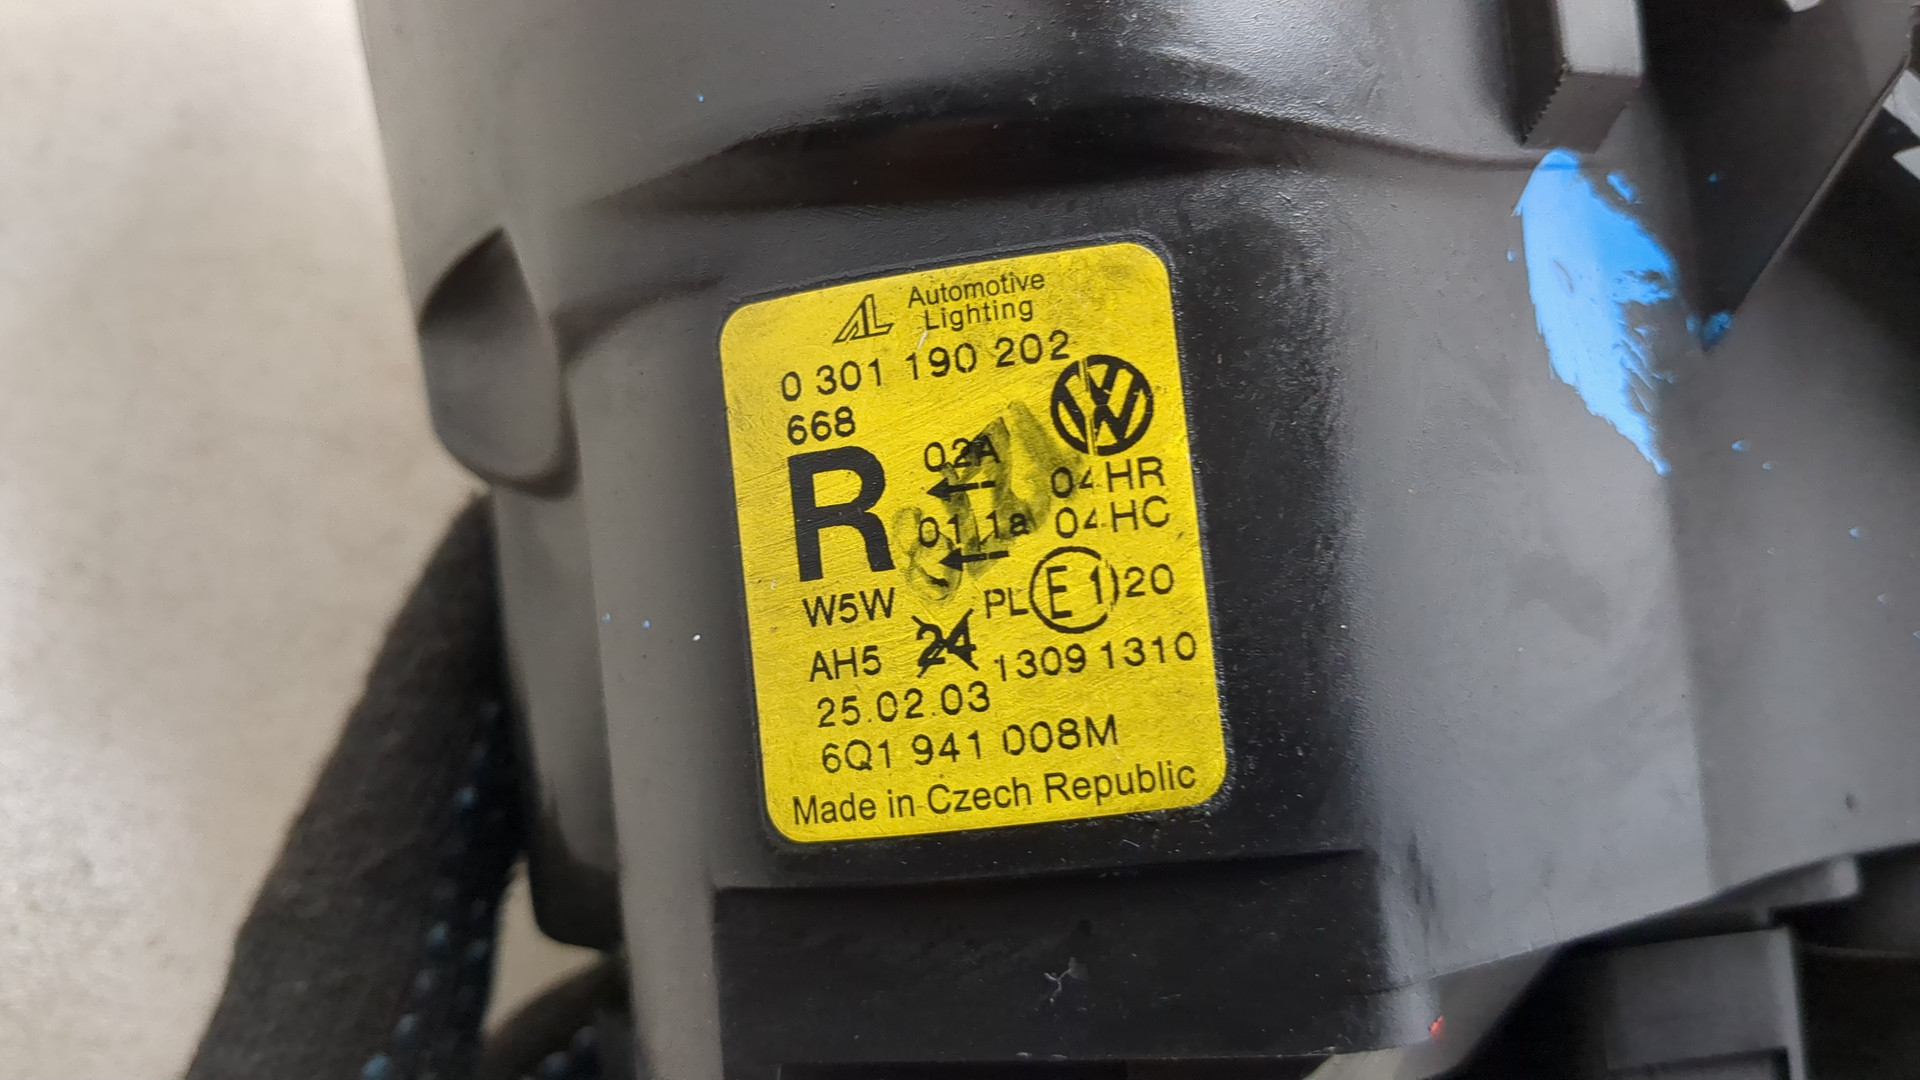 AL Automotive
Lighting
0 301 190 202
668
R
02A
04 HR
01 1a 04 HC
W5W PL E 1 20
AH5 24 1309 1310
25.02.03
6Q1 941 008M
Made in Czech Republic